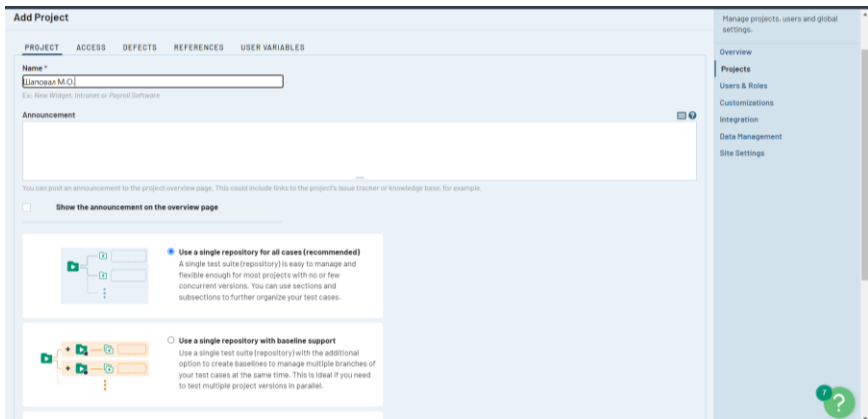 Add Project
PROJECT ACCESS DEFECTS REFERENCES USER VARIABLES
Name *
Шаповал М.О.
Ex: New Widget, Intranet or Payroll Software
Announcement
You can post an announcement to the project overview page. This could include links to the project's issue tracker or knowledge base, for example.
Show the announcement on the overview page
Use a single repository for all cases (recommended)
A single test suite (repository) is easy to manage and
flexible enough for most projects with no or few
concurrent versions. You can use sections and
subsections to further organize your test cases.
Use a single repository with baseline support
Use a single test suite (repository) with the additional
option to create baselines to manage multiple branches of
your test cases at the same time. This is ideal if you need
to test multiple project versions in parallel.
Manage projects, users and global
settings.
Overview
Projects
Users & Roles
Customizations
Integration
Data Management
Site Settings
7
?